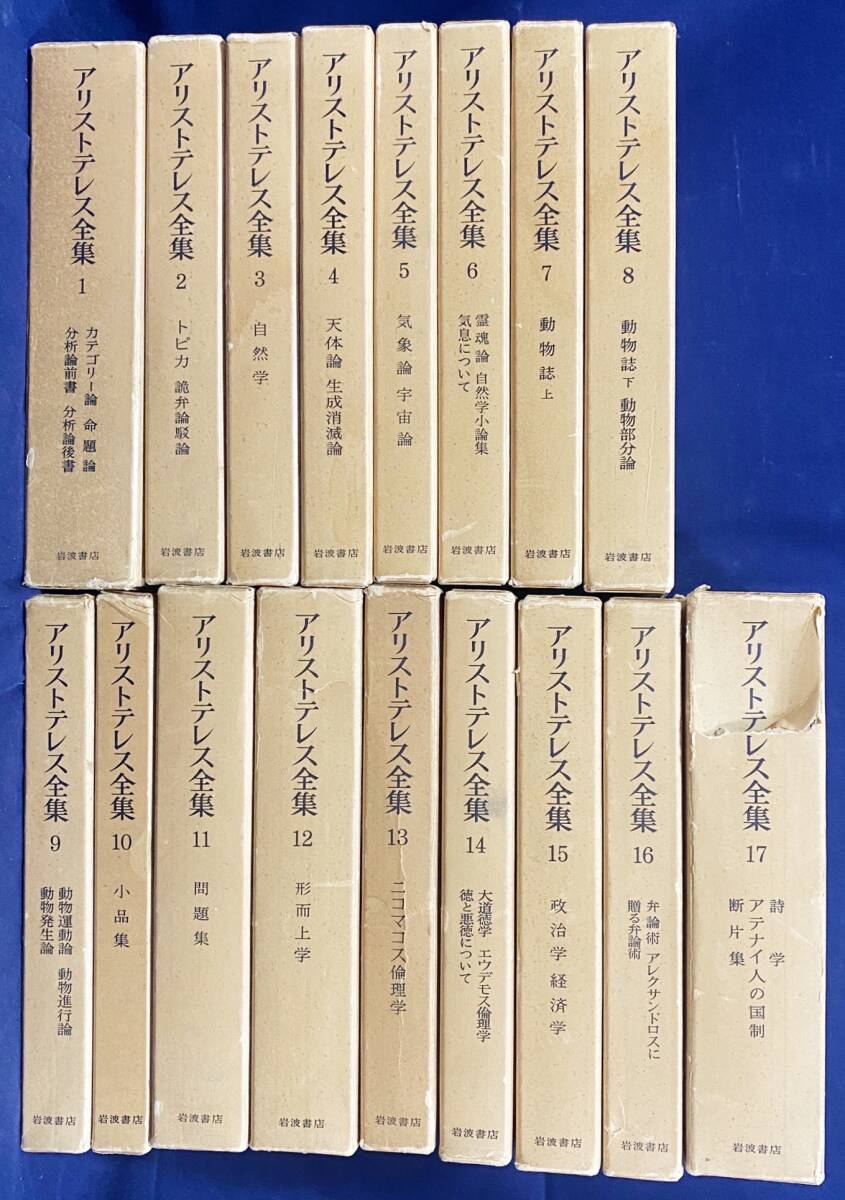 アリストテレス全集
1
カテゴリー論 命題論
分析論前書 分析論後書
岩波書店
アリストテレス全集
2
トピカ 詭弁論駁論
岩波書店
アリストテレス全集
3
自然学
岩波書店
アリストテレス全集
4
天体論 生成消滅論
岩波書店
アリストテレス全集
5
気象論 宇宙論
岩波書店
アリストテレス全集
6
霊魂論 自然学小論集
気息について
岩波書店
アリストテレス全集
7
動物誌 上
岩波書店
アリストテレス全集
8
動物誌 下 動物部分論
岩波書店
アリストテレス全集
9
動物運動論 動物進行論
動物発生論
岩波書店
アリストテレス全集
10
小品集
岩波書店
アリストテレス全集
11
問題集
岩波書店
アリストテレス全集
12
形而上学
岩波書店
アリストテレス全集
13
ニコマコス倫理学
岩波書店
アリストテレス全集
14
大道徳学 エウデモス倫理学
徳と悪徳について
岩波書店
アリストテレス全集
15
政治学 経済学
岩波書店
アリストテレス全集
16
弁論術 アレクサンドロスに
贈る弁論術
岩波書店
アリストテレス全集
17
詩学
アテナイ人の国制
断片集
岩波書店